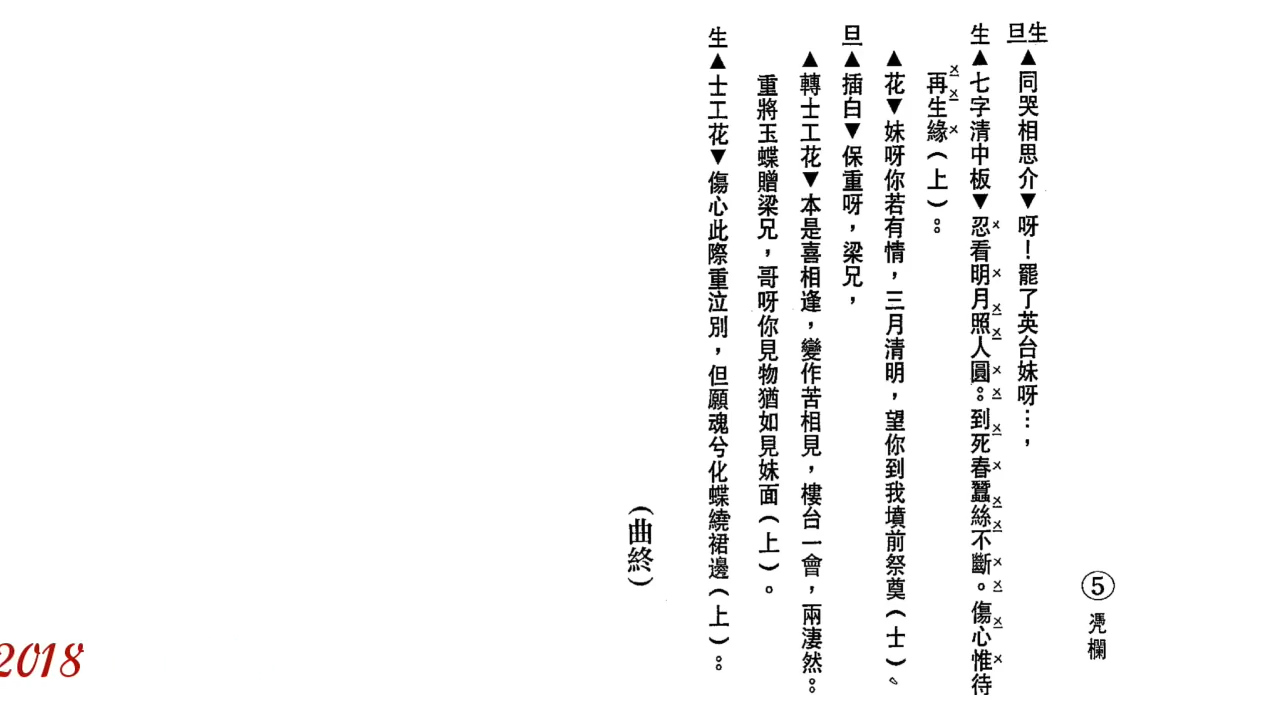 ⑤ 凴欄
生旦▲同哭相思介▼呀！罷了英台妹呀…，
生▲七字清中板▼忍看明月照人圓。到死春蠶絲不斷。傷心惟待
再生緣（上）。
▲花▼妹呀你若有情，三月清明，望你到我墳前祭奠（士）。
旦▲插白▼保重呀，梁兄，
▲轉士工花▼本是喜相逢，變作苦相見，樓台一會，兩淒然。
重將玉蝶贈梁兄，哥呀你見物猶如見妹面（上）。
生▲士工花▼傷心此際重泣別，但願魂兮化蝶繞裙邊（上）。
（曲終）
2018